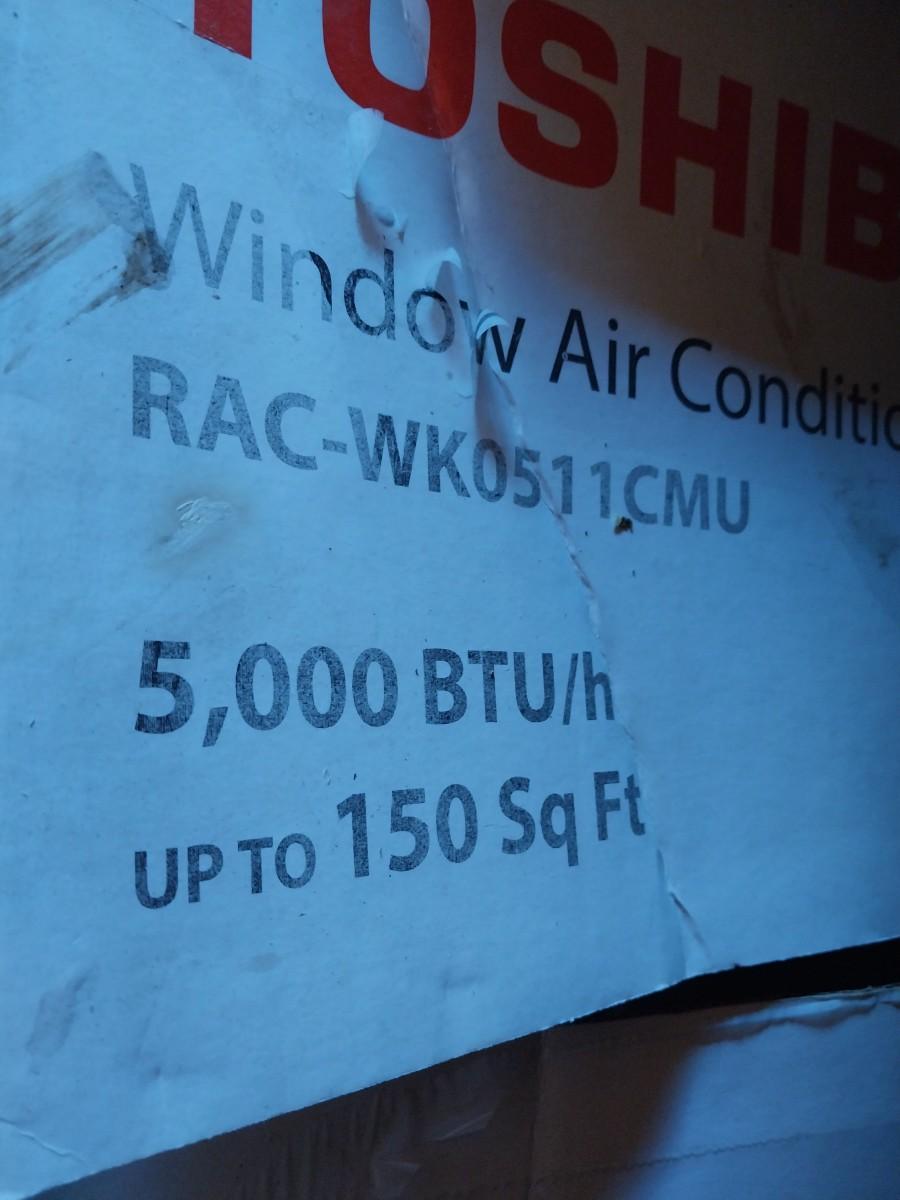 TOSHIB
Window Air Conditio
RAC-WK0511CMU
5,000 BTU/h
UP TO 150 Sq Ft